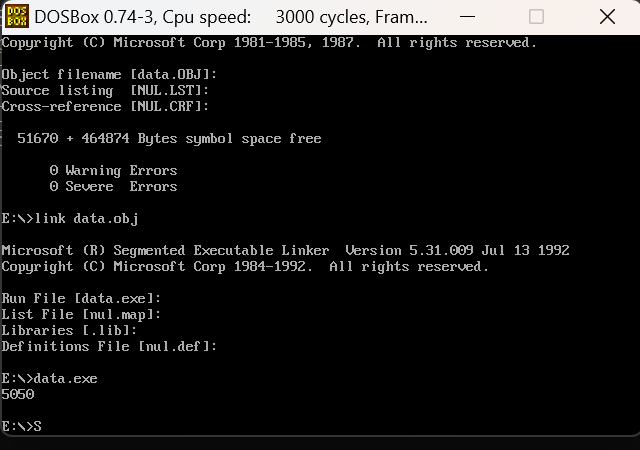 DOSBox 0.74-3, Cpu speed: 3000 cycles, Fram...
Copyright (C) Microsoft Corp 1981-1985, 1987.  All rights reserved.
Object filename [data.OBJ]:
Source listing  [NUL.LST]:
Cross-reference [NUL.CRF]:
51670 + 464874 Bytes symbol space free
0 Warning Errors
0 Severe  Errors
E:\>link data.obj
Microsoft (R) Segmented Executable Linker  Version 5.31.009 Jul 13 1992
Copyright (C) Microsoft Corp 1984-1992.  All rights reserved.
Run File [data.exe]:
List File [nul.map]:
Libraries [.lib]:
Definitions File [nul.def]:
E:\>data.exe
5050
E:\>S